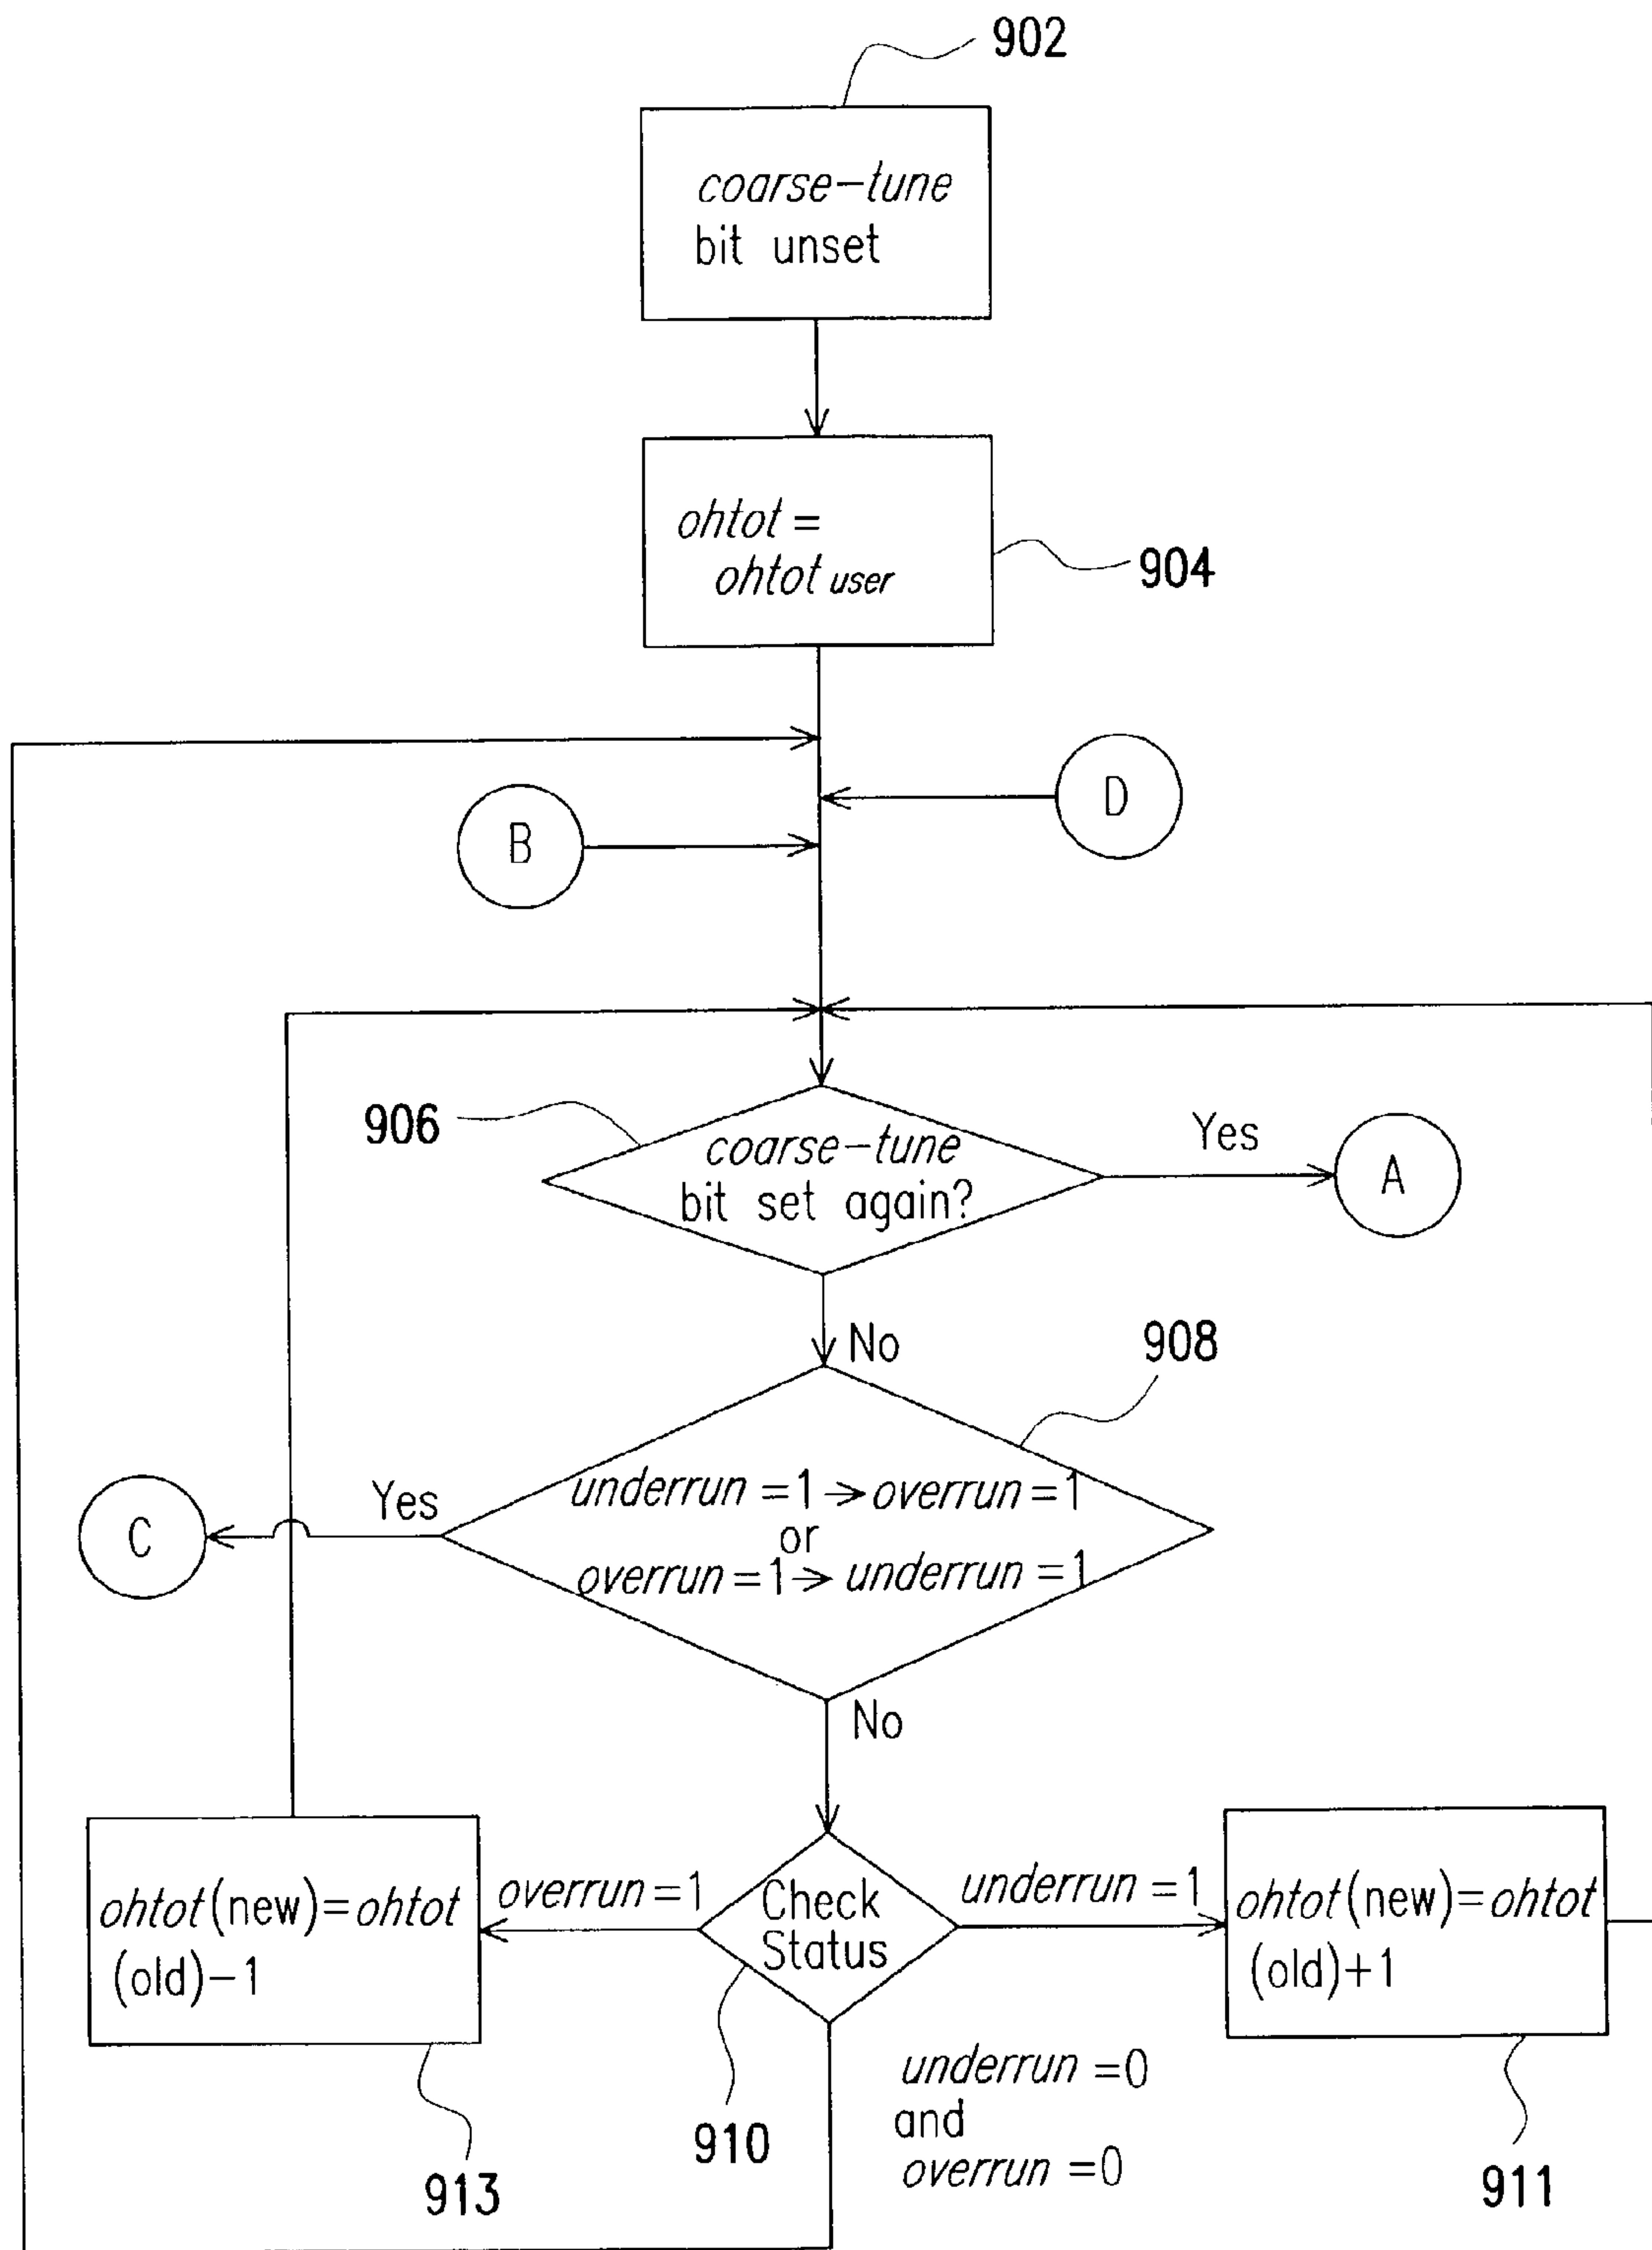 902
coarse-tune
bit unset
ohtot =
ohtot user
904
D
B
906
coarse-tune
bit set again?
Yes
A
No
908
Yes
underrun =1→overrun =1
or
overrun =1→ underrun =1
C
No
ohtot(new)=ohtot
(old)-1
overrun =1
Check
Status
underrun =1
ohtot(new)=ohtot
(old)+1
underrun =0
and
overrun =0
910
913
911